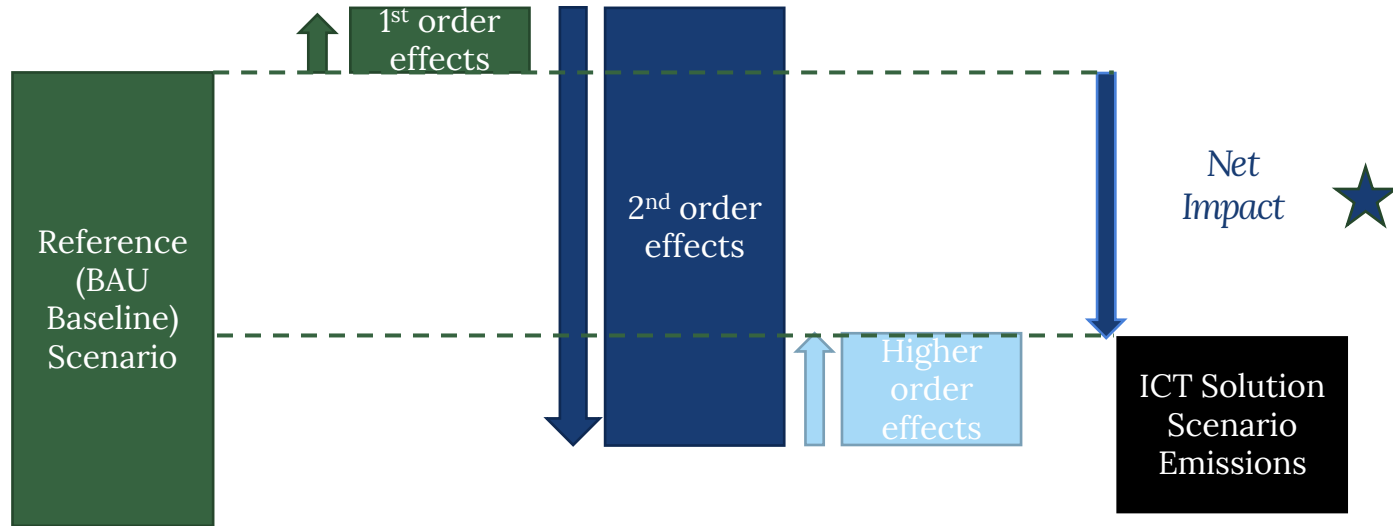 1st order
effects
Reference
(BAU
Baseline)
Scenario
2nd order
effects
Higher
order
effects
Net
Impact
ICT Solution
Scenario
Emissions